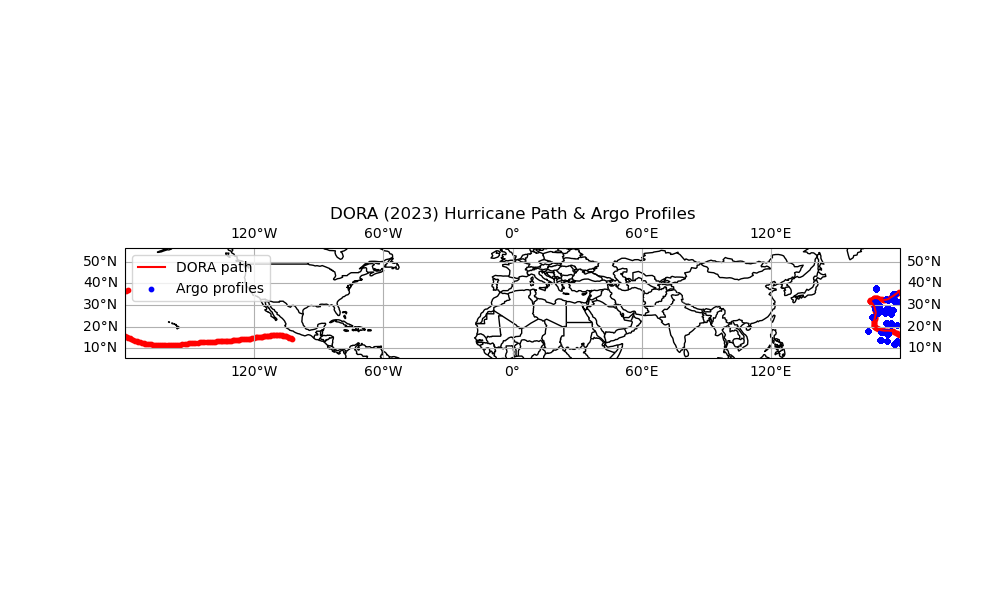 DORA (2023) Hurricane Path & Argo Profiles
120°W 60°W 0° 60°E 120°E
50°N 50°N
DORA path
40°N 40°N
Argo profiles
30°N 30°N
20°N 20°N
10°N 10°N
120°W 60°W 0° 60°E 120°E